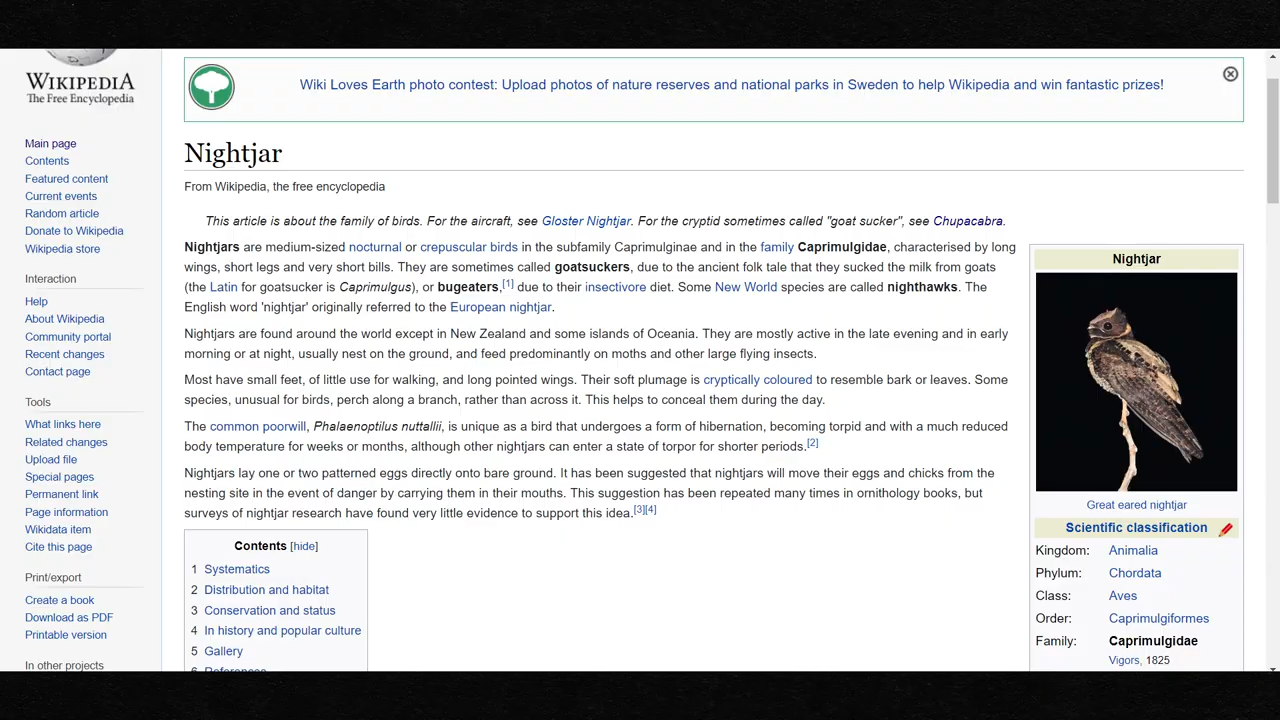 WIKIPEDIA
The Free Encyclopedia
Main page
Contents
Featured content
Current events
Random article
Donate to Wikipedia
Wikipedia store
Interaction
Help
About Wikipedia
Community portal
Recent changes
Contact page
Tools
What links here
Related changes
Upload file
Special pages
Permanent link
Page information
Wikidata item
Cite this page
Print/export
Create a book
Download as PDF
Printable version
In other projects
Wiki Loves Earth photo contest: Upload photos of nature reserves and national parks in Sweden to help Wikipedia and win fantastic prizes!
Nightjar
From Wikipedia, the free encyclopedia
This article is about the family of birds. For the aircraft, see Gloster Nightjar. For the cryptid sometimes called "goat sucker", see Chupacabra.
Nightjars are medium-sized nocturnal or crepuscular birds in the subfamily Caprimulginae and in the family Caprimulgidae, characterised by long
wings, short legs and very short bills. They are sometimes called goatsuckers, due to the ancient folk tale that they sucked the milk from goats
(the Latin for goatsucker is Caprimulgus), or bugeaters,[1] due to their insectivore diet. Some New World species are called nighthawks. The
English word 'nightjar' originally referred to the European nightjar.
Nightjars are found around the world except in New Zealand and some islands of Oceania. They are mostly active in the late evening and in early
morning or at night, usually nest on the ground, and feed predominantly on moths and other large flying insects.
Most have small feet, of little use for walking, and long pointed wings. Their soft plumage is cryptically coloured to resemble bark or leaves. Some
species, unusual for birds, perch along a branch, rather than across it. This helps to conceal them during the day.
The common poorwill, Phalaenoptilus nuttallii, is unique as a bird that undergoes a form of hibernation, becoming torpid and with a much reduced
body temperature for weeks or months, although other nightjars can enter a state of torpor for shorter periods.[2]
Nightjars lay one or two patterned eggs directly onto bare ground. It has been suggested that nightjars will move their eggs and chicks from the
nesting site in the event of danger by carrying them in their mouths. This suggestion has been repeated many times in ornithology books, but
surveys of nightjar research have found very little evidence to support this idea.[3][4]
Contents [hide]
1 Systematics
2 Distribution and habitat
3 Conservation and status
4 In history and popular culture
5 Gallery
6 References
Nightjar
Great eared nightjar
Scientific classification
Kingdom: Animalia
Phylum: Chordata
Class: Aves
Order: Caprimulgiformes
Family: Caprimulgidae
Vigors, 1825